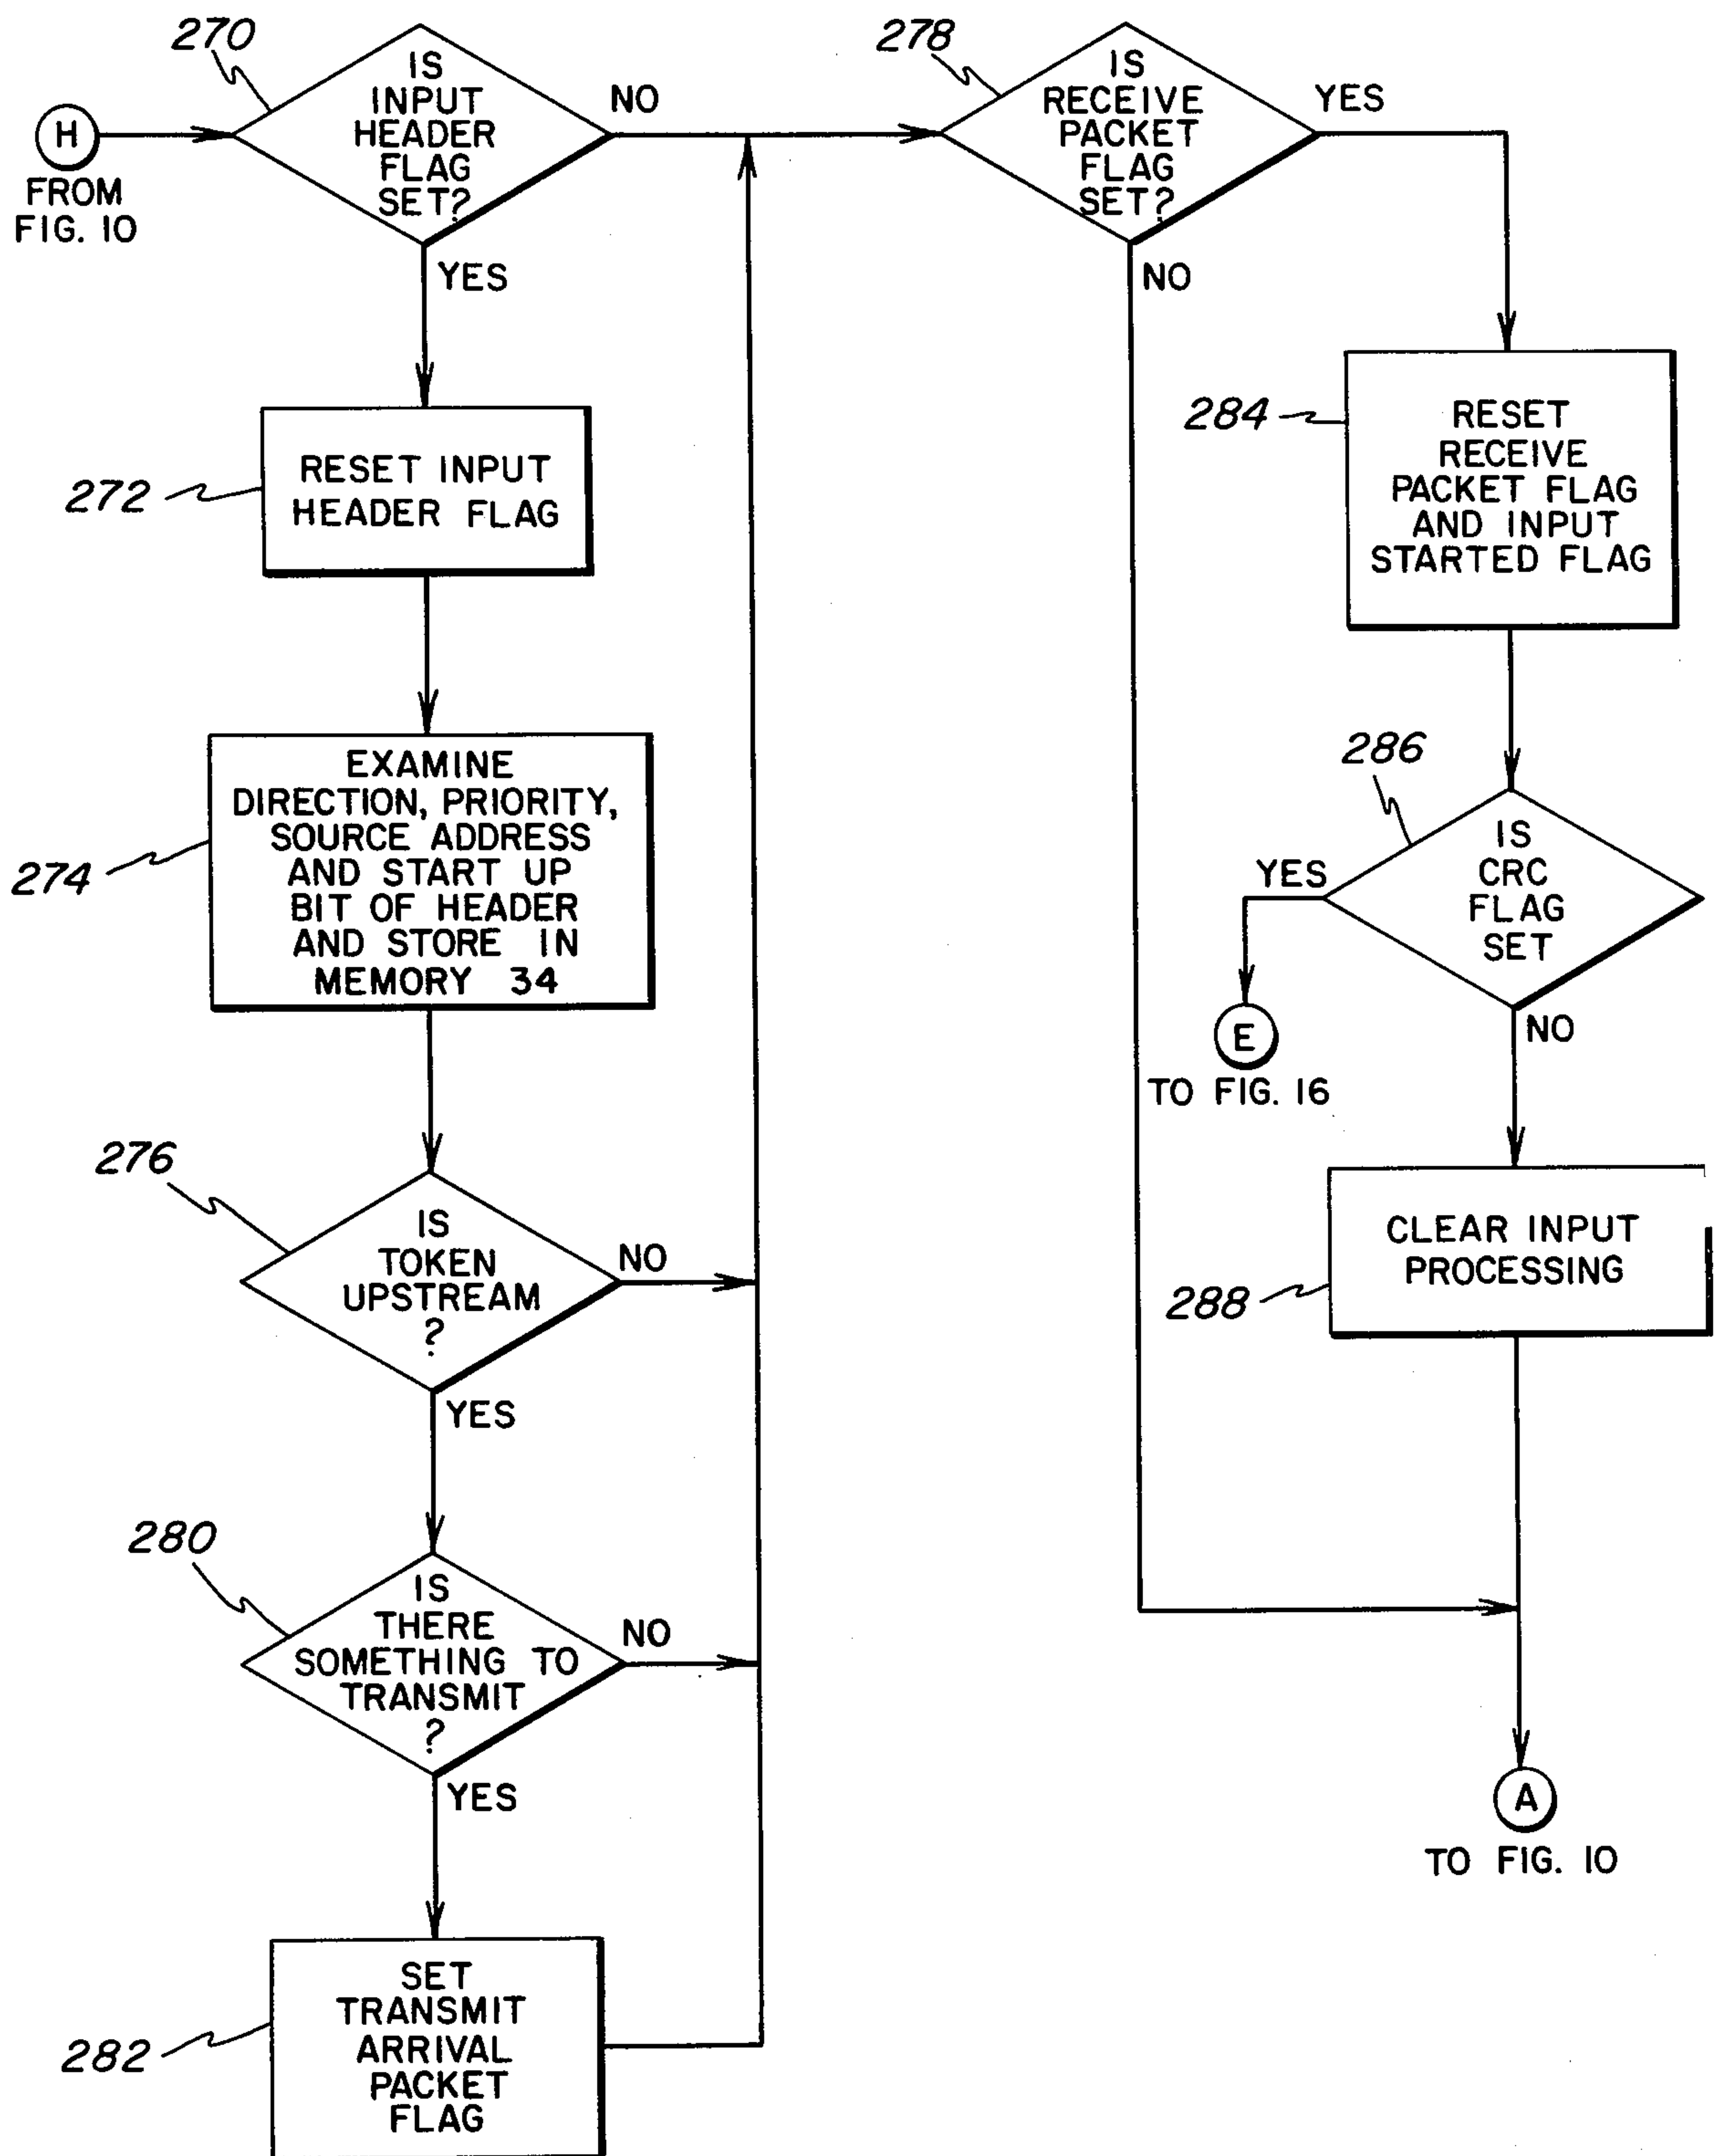 270
IS
INPUT
HEADER
FLAG
SET?
NO
YES
H
FROM
FIG. 10
272
RESET INPUT
HEADER FLAG
274
EXAMINE
DIRECTION, PRIORITY,
SOURCE ADDRESS
AND START UP
BIT OF HEADER
AND STORE IN
MEMORY 34
276
IS
TOKEN
UPSTREAM
?
NO
YES
280
IS
THERE
SOMETHING TO
TRANSMIT
?
NO
YES
282
SET
TRANSMIT
ARRIVAL
PACKET
FLAG
278
IS
RECEIVE
PACKET
FLAG
SET?
YES
NO
284
RESET
RECEIVE
PACKET FLAG
AND INPUT
STARTED FLAG
286
IS
CRC
FLAG
SET
YES
NO
E
TO FIG. 16
288
CLEAR INPUT
PROCESSING
A
TO FIG. 10